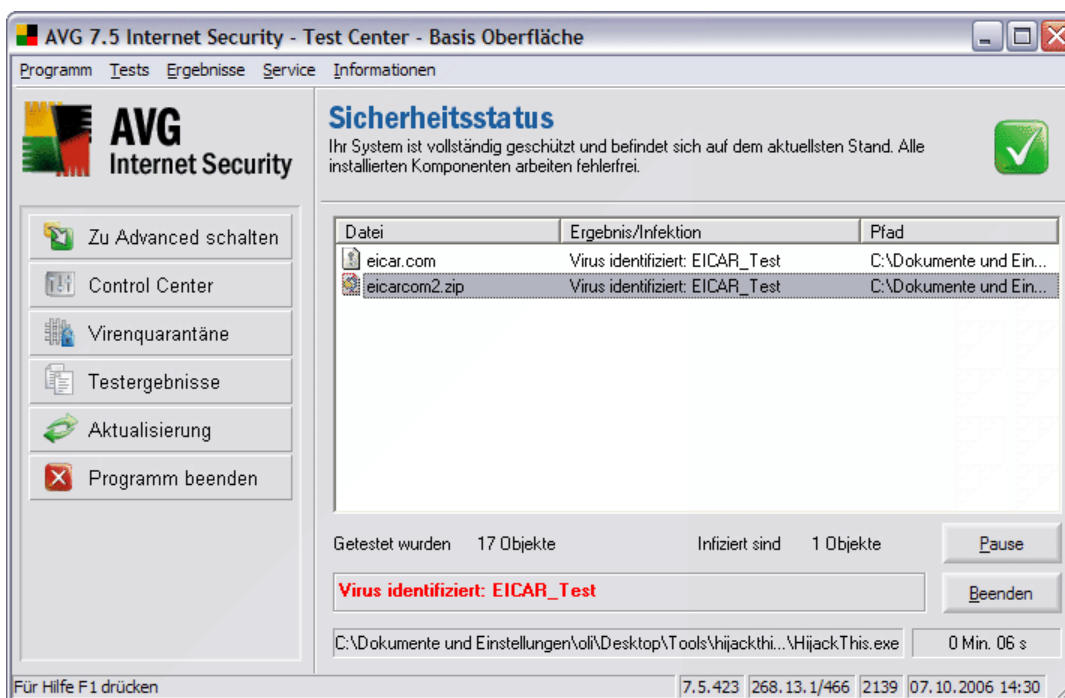 AVG 7.5 Internet Security - Test Center - Basis Oberfläche
Programm Tests Ergebnisse Service Informationen
AVG
Internet Security
Sicherheitsstatus
Ihr System ist vollständig geschützt und befindet sich auf dem aktuellsten Stand. Alle
installierten Komponenten arbeiten fehlerfrei.
Zu Advanced schalten
Control Center
Virenquarantäne
Testergebnisse
Aktualisierung
Programm beenden
Datei Ergebnis/Infektion Pfad
eicar.com Virus identifiziert: EICAR_Test C:\Dokumente und Ein...
eicarcom2.zip Virus identifiziert: EICAR_Test C:\Dokumente und Ein...
Getestet wurden 17 Objekte Infiziert sind 1 Objekte Pause
Virus identifiziert: EICAR_Test Beenden
C:\Dokumente und Einstellungen\oli\Desktop\Tools\hijackthi...\HijackThis.exe 0 Min. 06 s
Für Hilfe F1 drücken 7.5.423 268.13.1/466 2139 07.10.2006 14:30